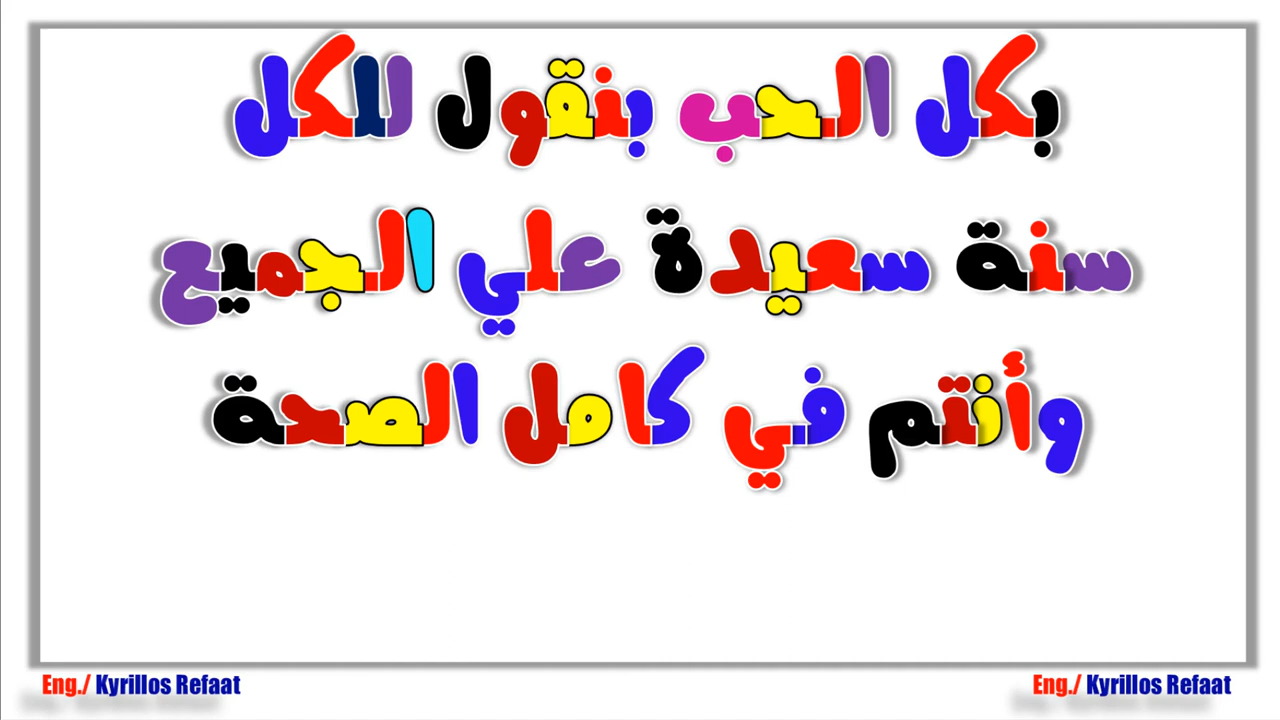 بكل الحب بنقول للكل
سنة سعيدة علي الجميع
وأنتم في كامل الصحة
Eng./ Kyrillos Refaat
Eng./ Kyrillos Refaat